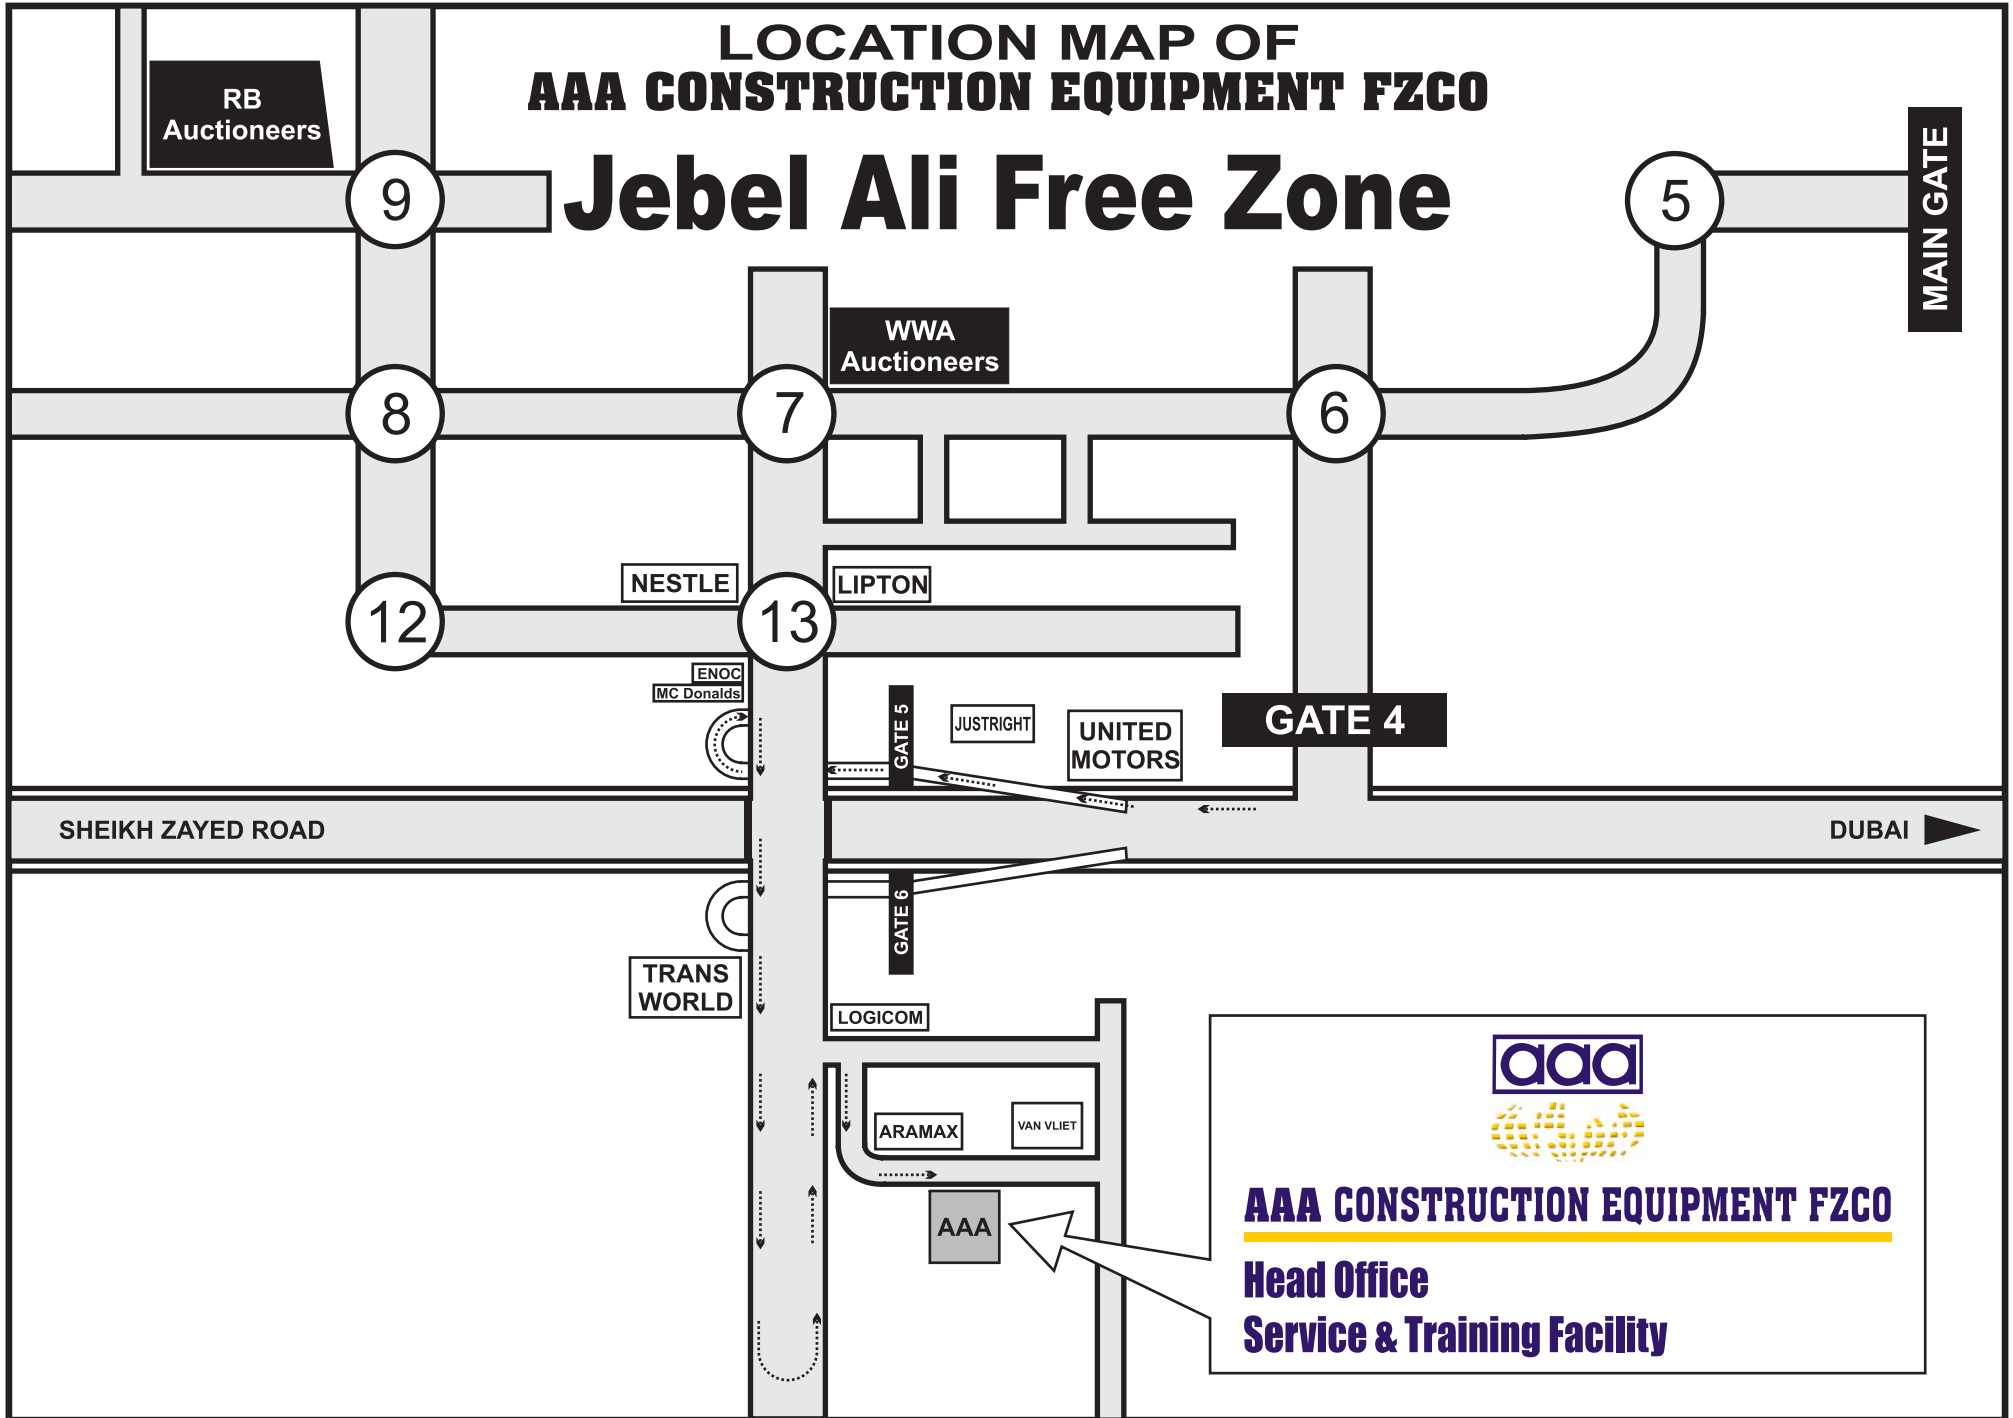 LOCATION MAP OF
AAA CONSTRUCTION EQUIPMENT FZCO
Jebel Ali Free Zone
RB
Auctioneers
MAIN GATE
9
5
WWA
Auctioneers
8
7
6
NESTLE
LIPTON
12
13
ENOC
MC Donalds
GATE 5
JUSTRIGHT
UNITED
MOTORS
GATE 4
SHEIKH ZAYED ROAD
DUBAI
GATE 6
TRANS
WORLD
LOGICOM
ARAMAX
VAN VLIET
AAA
aaa
AAA CONSTRUCTION EQUIPMENT FZCO
Head Office
Service & Training Facility